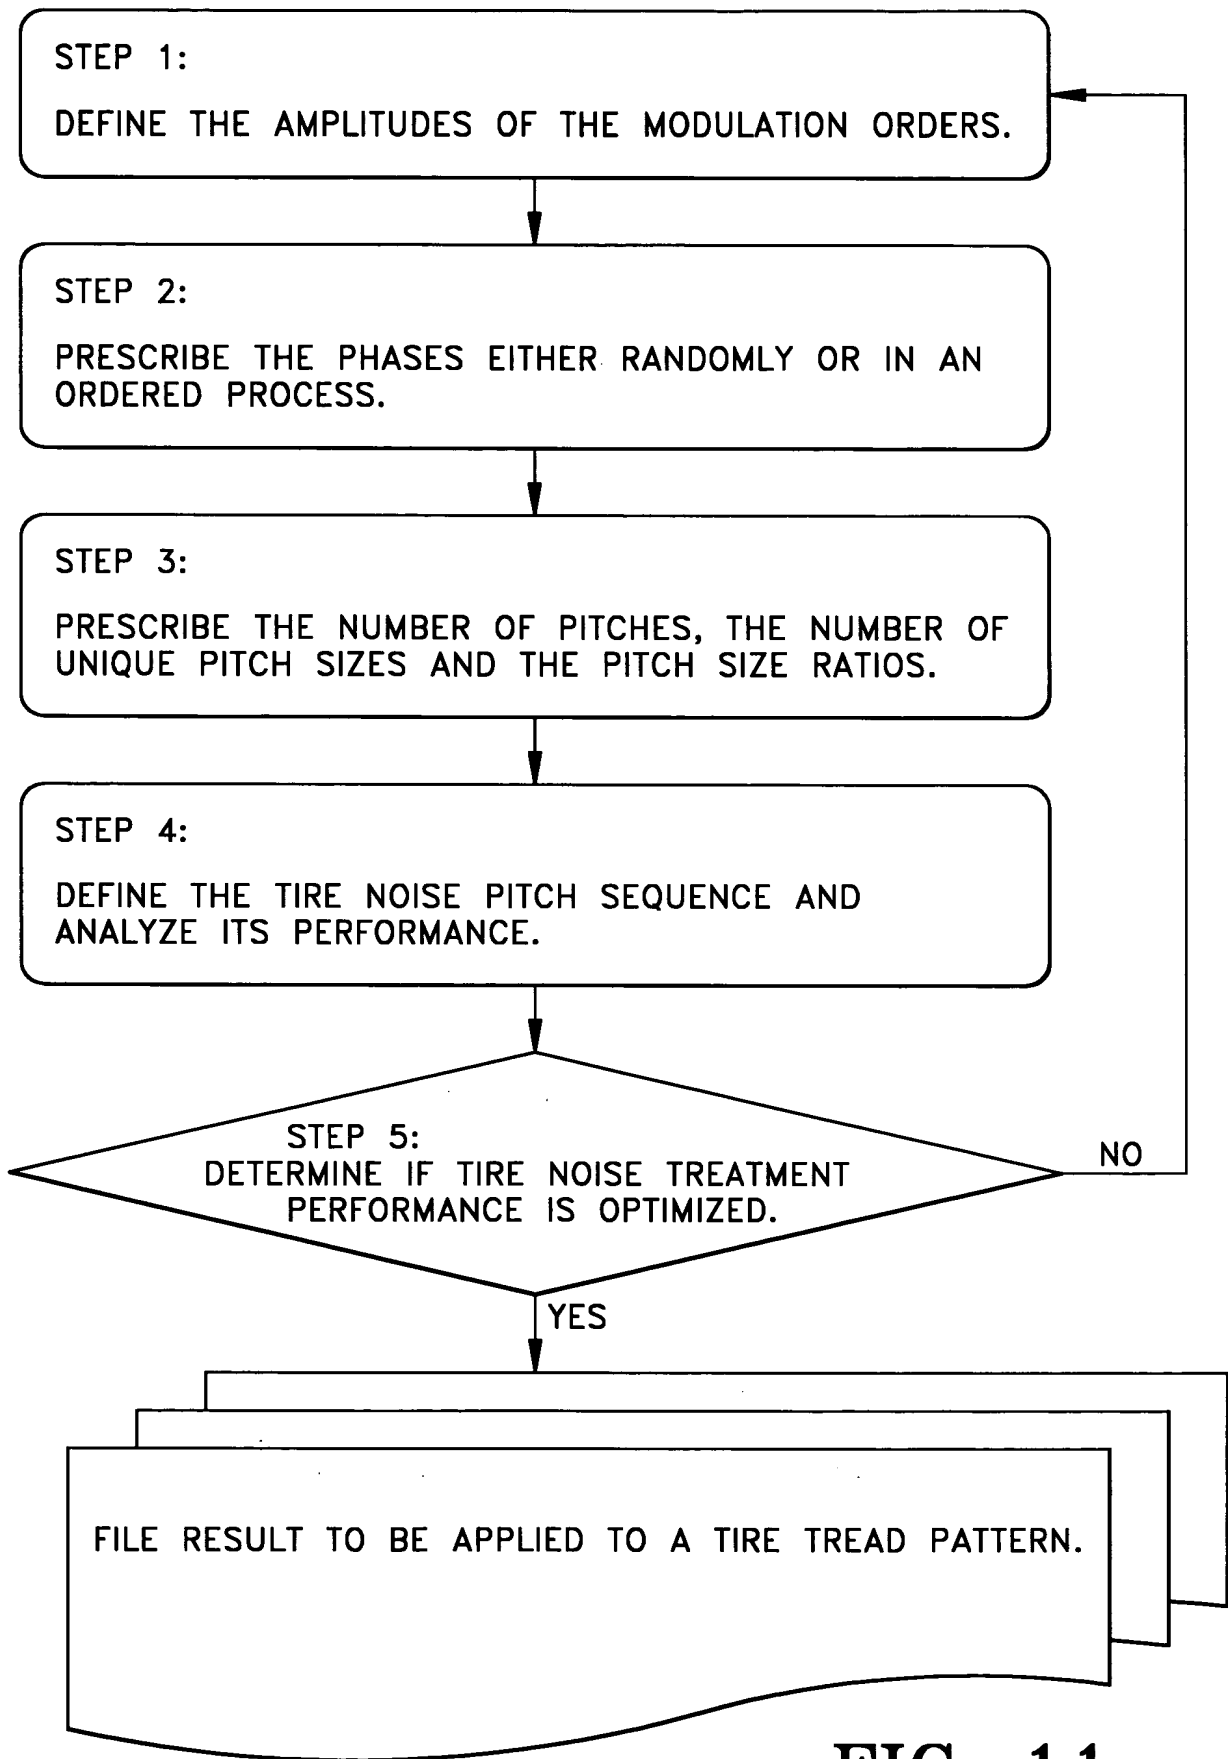 STEP 1:
DEFINE THE AMPLITUDES OF THE MODULATION ORDERS.
STEP 2:
PRESCRIBE THE PHASES EITHER RANDOMLY OR IN AN
ORDERED PROCESS.
STEP 3:
PRESCRIBE THE NUMBER OF PITCHES, THE NUMBER OF
UNIQUE PITCH SIZES AND THE PITCH SIZE RATIOS.
STEP 4:
DEFINE THE TIRE NOISE PITCH SEQUENCE AND
ANALYZE ITS PERFORMANCE.
STEP 5:
DETERMINE IF TIRE NOISE TREATMENT
PERFORMANCE IS OPTIMIZED.
NO
YES
FILE RESULT TO BE APPLIED TO A TIRE TREAD PATTERN.
FIG. 11